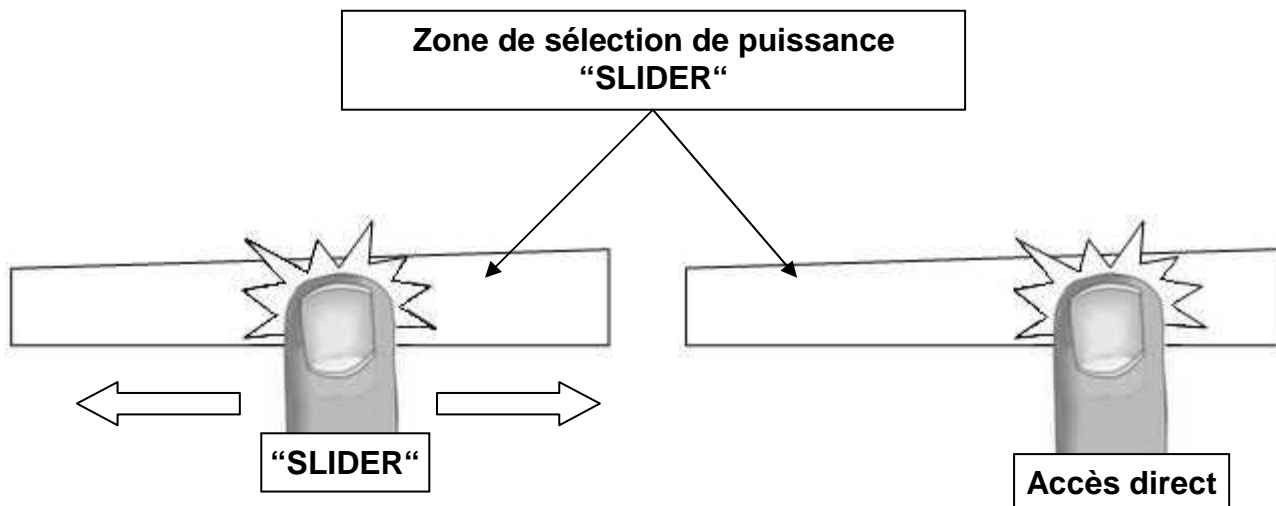 Zone de sélection de puissance
“SLIDER“
“SLIDER“
Accès direct